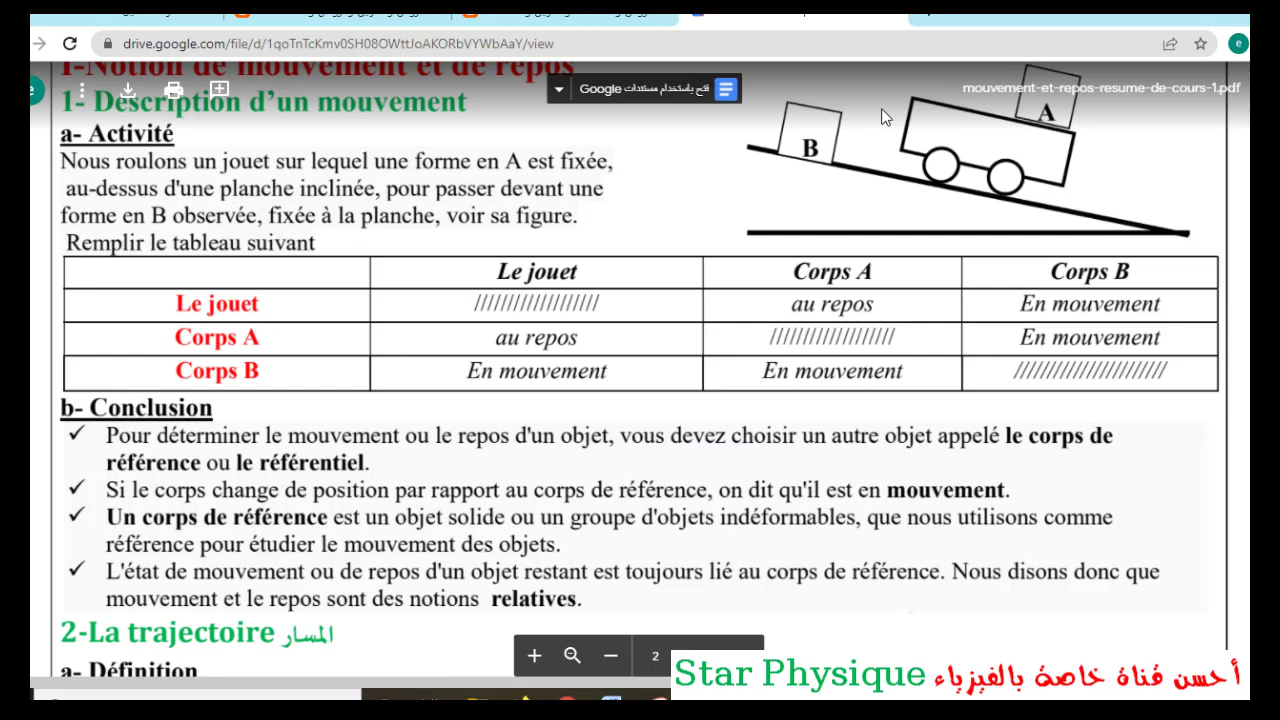 drive.google.com/file/d/1qoTnTcKmv0SH08OWttJoAKORbVYWbAaY/view
e
I-Notion de mouvement et de repos
e
فتح باستخدام مستندات Google
mouvement-et-repos-resume-de-cours-1.pdf
1- Description d’un mouvement
a- Activité
Nous roulons un jouet sur lequel une forme en A est fixée,
au-dessus d'une planche inclinée, pour passer devant une
forme en B observée, fixée à la planche, voir sa figure.
Remplir le tableau suivant
B
A
Le jouet Corps A Corps B
Le jouet /////////////////// au repos En mouvement
Corps A au repos /////////////////// En mouvement
Corps B En mouvement En mouvement ///////////////////////
b- Conclusion
✓ Pour déterminer le mouvement ou le repos d'un objet, vous devez choisir un autre objet appelé le corps de
référence ou le référentiel.
✓ Si le corps change de position par rapport au corps de référence, on dit qu'il est en mouvement.
✓ Un corps de référence est un objet solide ou un groupe d'objets indéformables, que nous utilisons comme
référence pour étudier le mouvement des objets.
✓ L'état de mouvement ou de repos d'un objet restant est toujours lié au corps de référence. Nous disons donc que
mouvement et le repos sont des notions relatives.
2-La trajectoire المسار
a- Définition
2
Star Physique أحسن قناة خاصة بالفيزياء